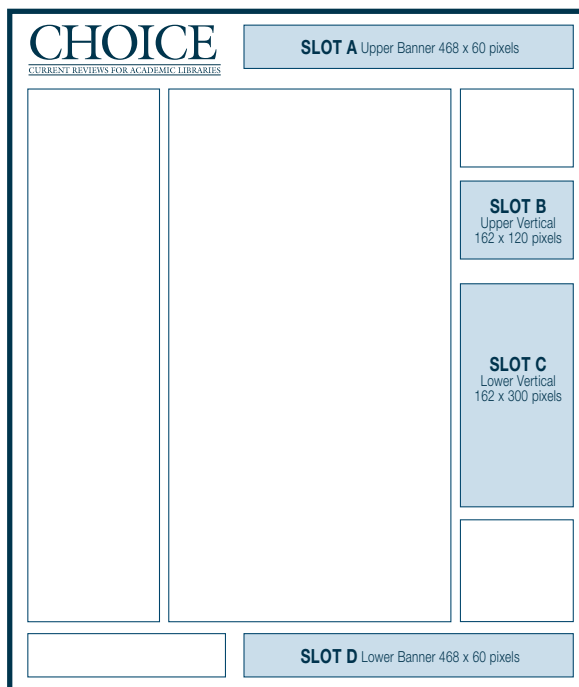 CHOICE
CURRENT REVIEWS FOR ACADEMIC LIBRARIES
SLOT A Upper Banner 468 x 60 pixels
SLOT B
Upper Vertical
162 x 120 pixels
SLOT C
Lower Vertical
162 x 300 pixels
SLOT D Lower Banner 468 x 60 pixels